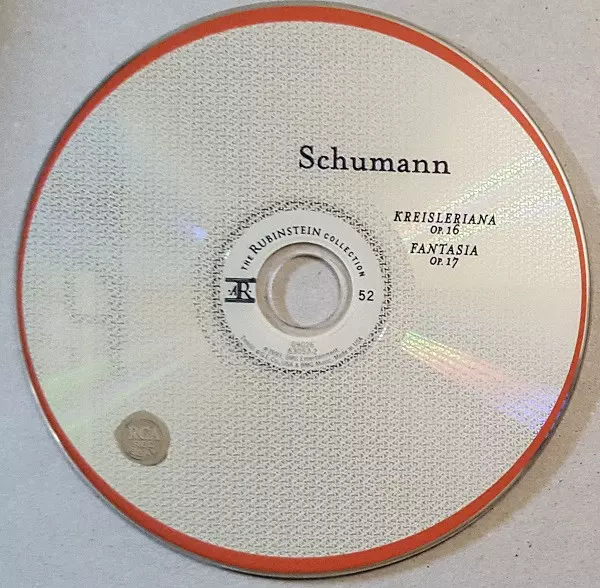 Schumann
KREISLERIANA
OP. 16
FANTASIA
OP. 17
THE RUBINSTEIN COLLECTION
AR
52
RCA